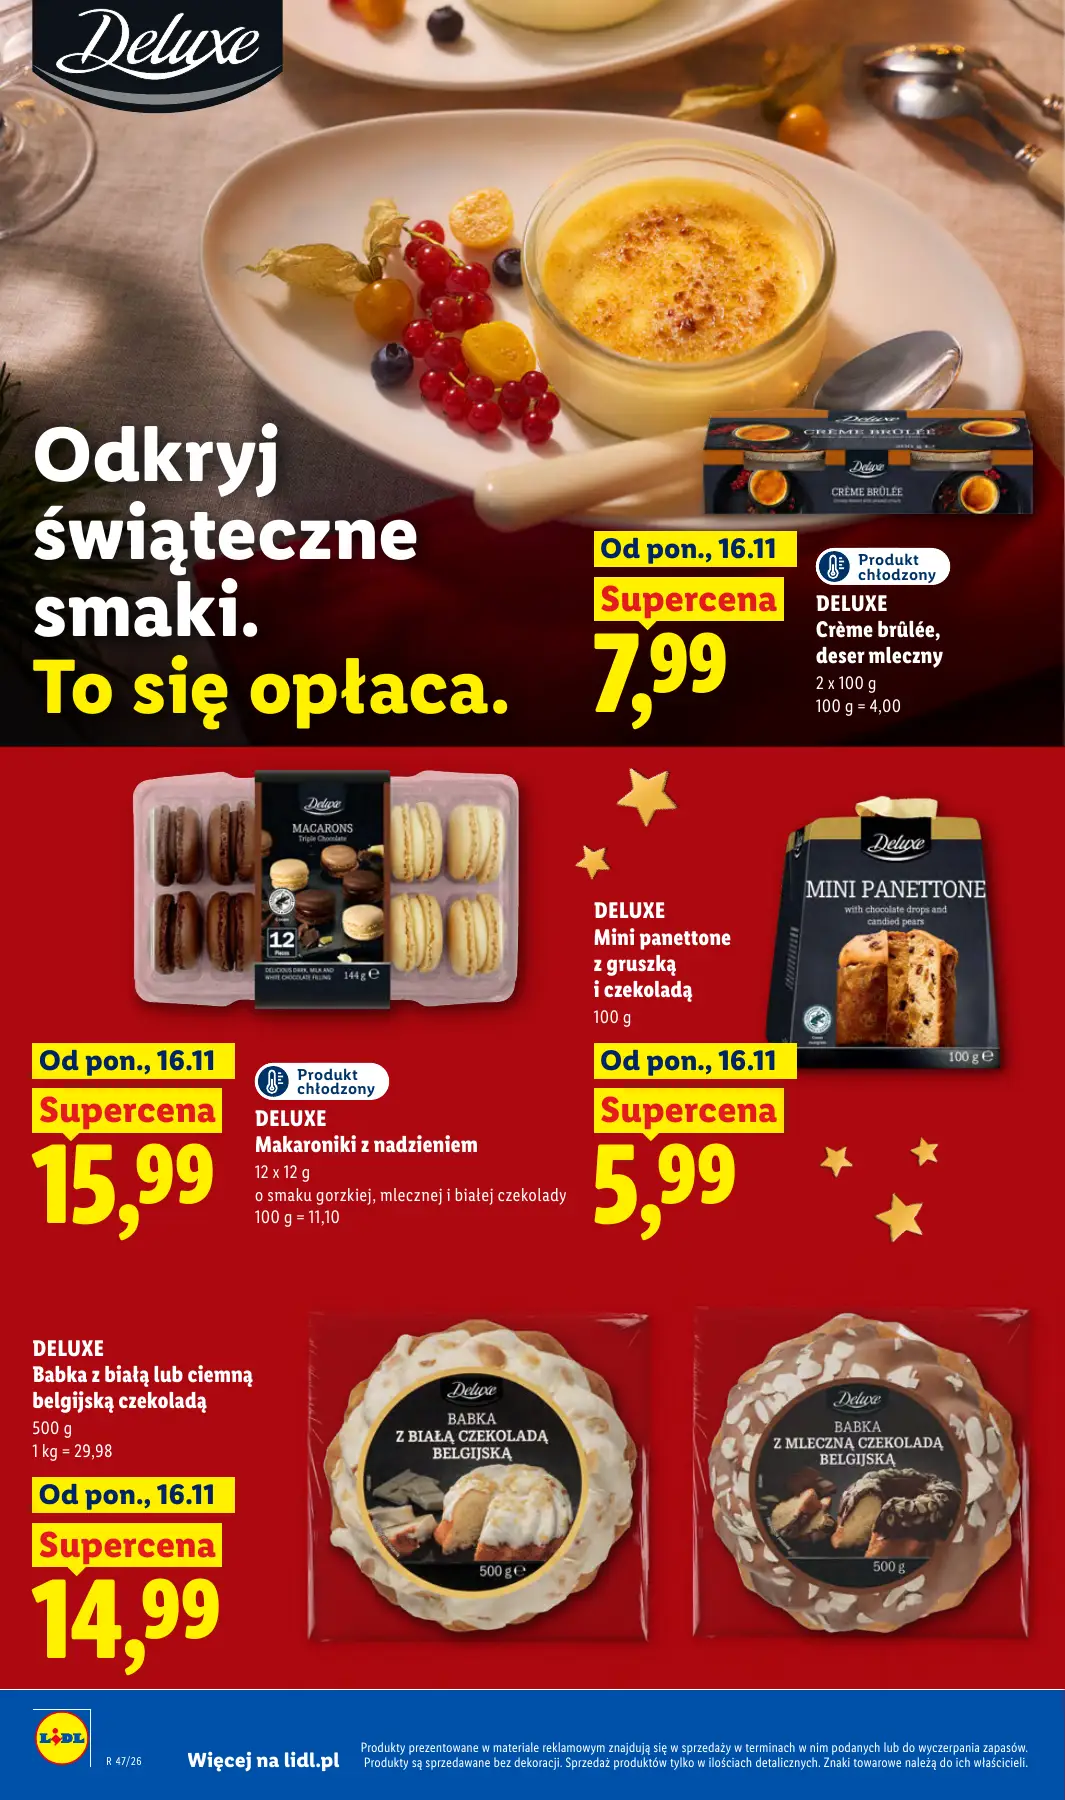 Deluxe
Deluxe
CRÈME BRÛLÉE
Deluxe
CRÈME BRÛLÉE
Odkryj
świąteczne
smaki.
To się opłaca.
Od pon., 16.11
Supercena
7,99
Produkt
chłodzony
DELUXE
Crème brûlée,
deser mleczny
2 x 100 g
100 g = 4,00
Deluxe
MACARONS
Triple Chocolate
12
Pieces
DELICIOUS DARK, MILK AND
WHITE CHOCOLATE FILLING
144 g e
Od pon., 16.11
Supercena
15,99
Produkt
chłodzony
DELUXE
Makaroniki z nadzieniem
12 x 12 g
o smaku gorzkiej, mlecznej i białej czekolady
100 g = 11,10
DELUXE
Mini panettone
z gruszką
i czekoladą
100 g
Od pon., 16.11
Supercena
5,99
Deluxe
MINI PANETTONE
with chocolate drops and
candied pears
100 g e
DELUXE
Babka z białą lub ciemną
belgijską czekoladą
500 g
1 kg = 29,98
Od pon., 16.11
Supercena
14,99
Deluxe
BABKA
Z BIAŁĄ CZEKOLADĄ
BELGIJSKĄ
500 g e
Deluxe
BABKA
Z MLECZNĄ CZEKOLADĄ
BELGIJSKĄ
500 g
LIDL
R 47/26
Więcej na lidl.pl
Produkty prezentowane w materiale reklamowym znajdują się w sprzedaży w terminach w nim podanych lub do wyczerpania zapasów.
Produkty są sprzedawane bez dekoracji. Sprzedaż produktów tylko w ilościach detalicznych. Znaki towarowe należą do ich właścicieli.